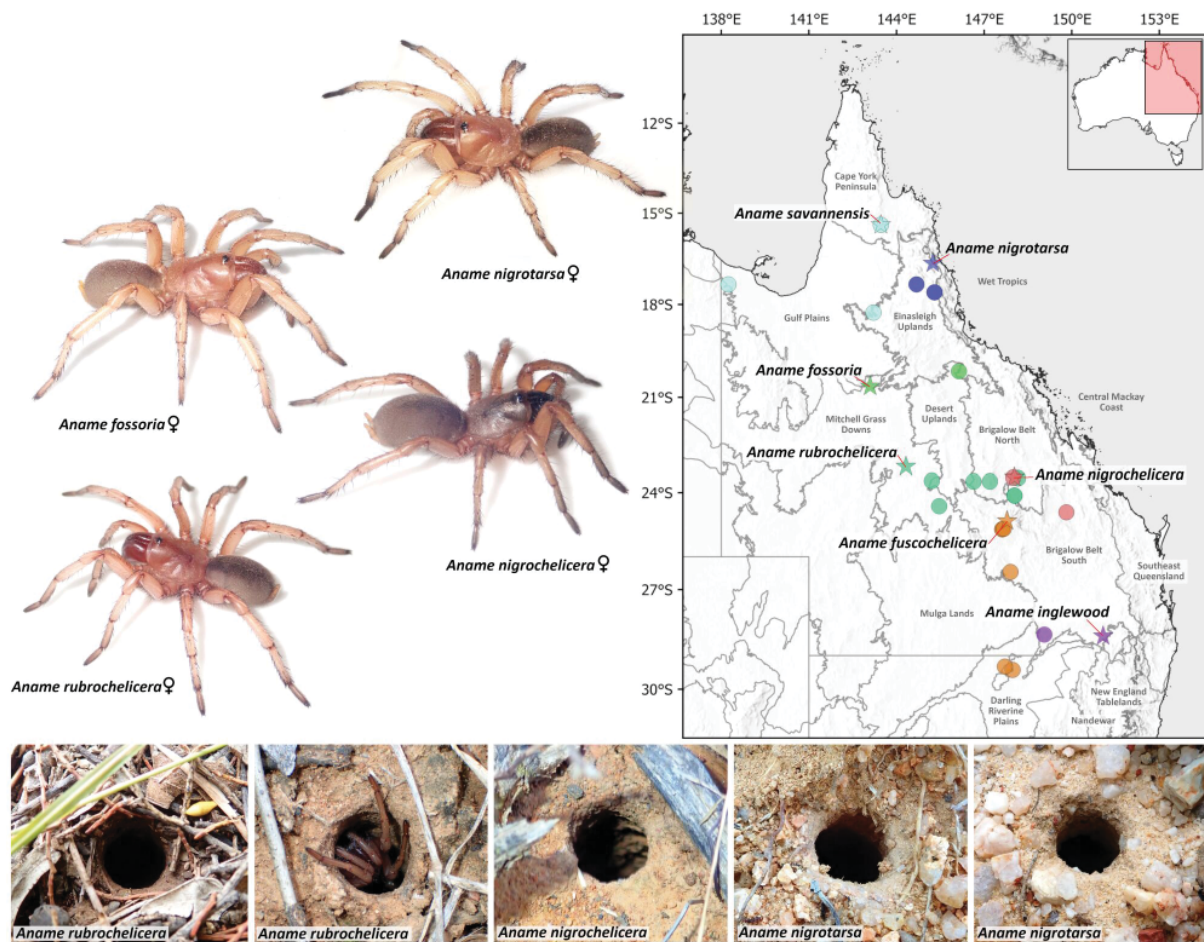 Aname nigrotarsa♀
Aname fossoria♀
Aname nigrochelicera♀
Aname rubrochelicera♀
138°E 141°E 144°E 147°E 150°E 153°E
12°S
15°S
18°S
21°S
24°S
27°S
30°S
Cape York
Peninsula
Aname savannensis
Aname nigrotarsa
Wet Tropics
Gulf Plains
Einasleigh
Uplands
Aname fossoria
Mitchell Grass
Downs
Desert
Uplands
Central Mackay
Coast
Brigalow Belt
North
Aname rubrochelicera
Aname nigrochelicera
Aname fuscochelicera
Brigalow Belt
South
Southeast
Queensland
Mulga Lands
Aname inglewood
Darling
Riverine
Plains
New England
Tablelands
Nandewar
Aname rubrochelicera
Aname rubrochelicera
Aname nigrochelicera
Aname nigrotarsa
Aname nigrotarsa